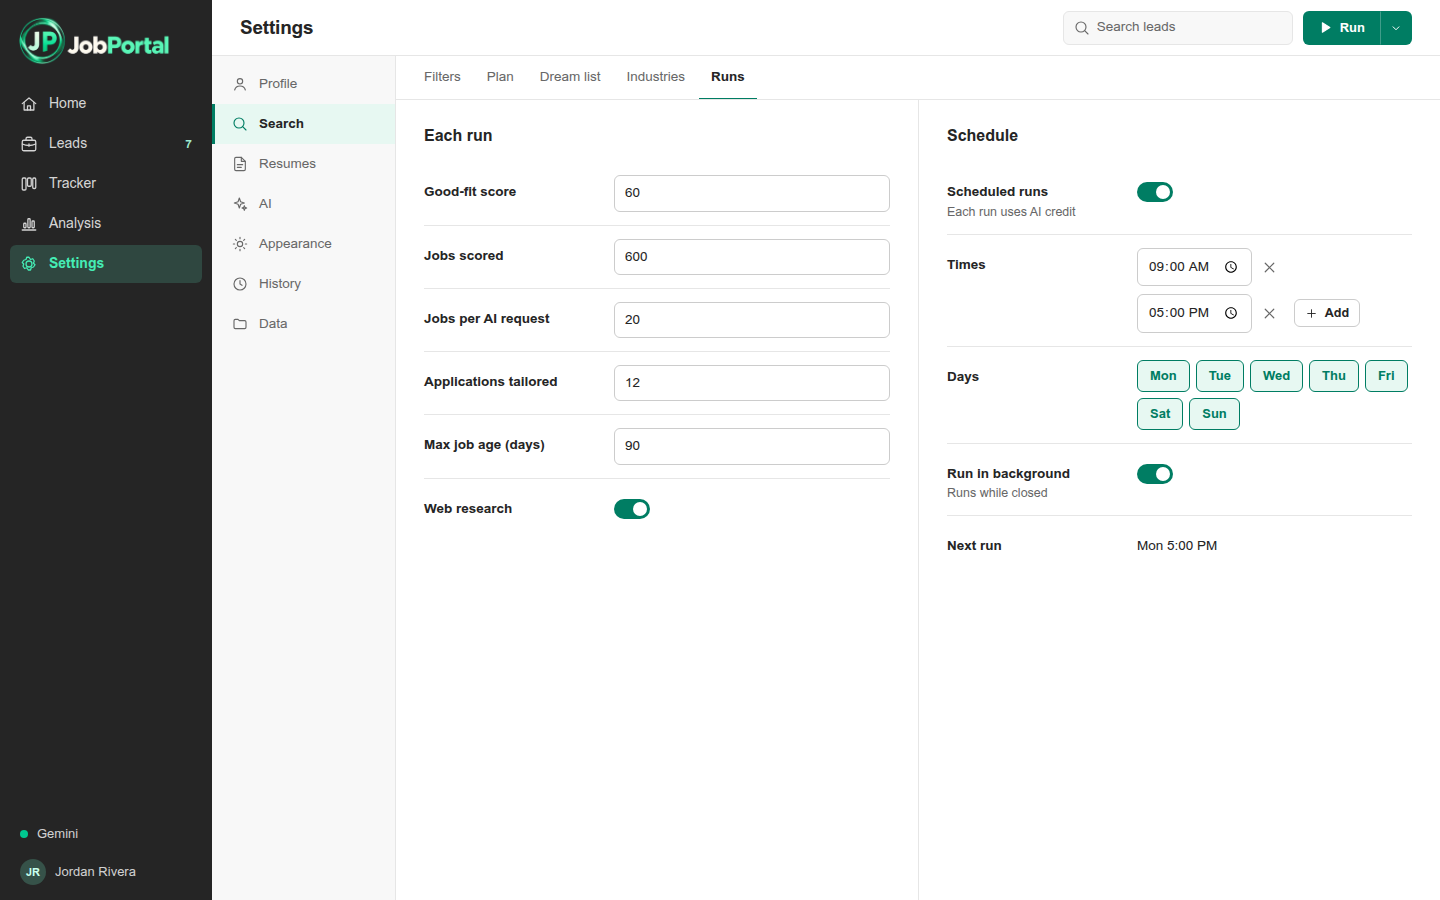 JP JobPortal
Home
Leads 7
Tracker
Analysis
Settings
Gemini
JR Jordan Rivera
Settings
Search leads
Run
Profile
Search
Resumes
AI
Appearance
History
Data
Filters Plan Dream list Industries Runs
Each run
Good-fit score 60
Jobs scored 600
Jobs per AI request 20
Applications tailored 12
Max job age (days) 90
Web research
Schedule
Scheduled runs
Each run uses AI credit
Times 09:00 AM
05:00 PM Add
Days Mon Tue Wed Thu Fri
Sat Sun
Run in background
Runs while closed
Next run Mon 5:00 PM